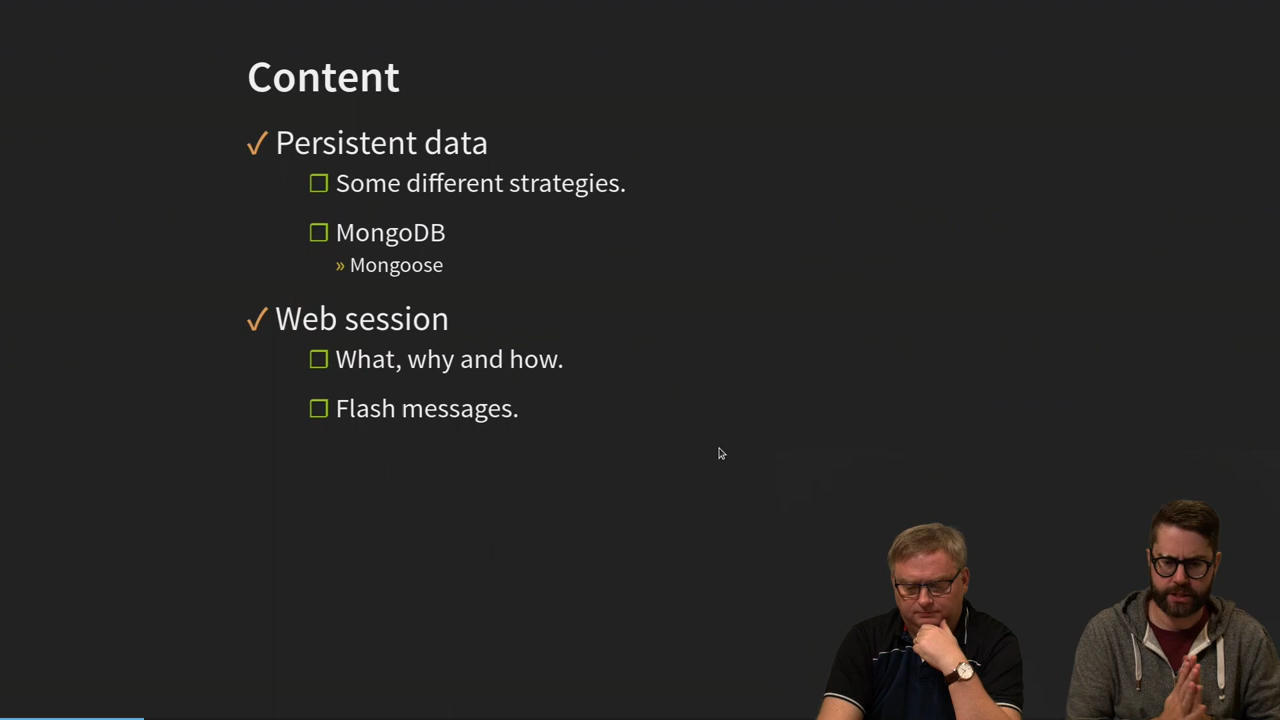 Content
✓ Persistent data
❒ Some different strategies.
❒ MongoDB
» Mongoose
✓ Web session
❒ What, why and how.
❒ Flash messages.